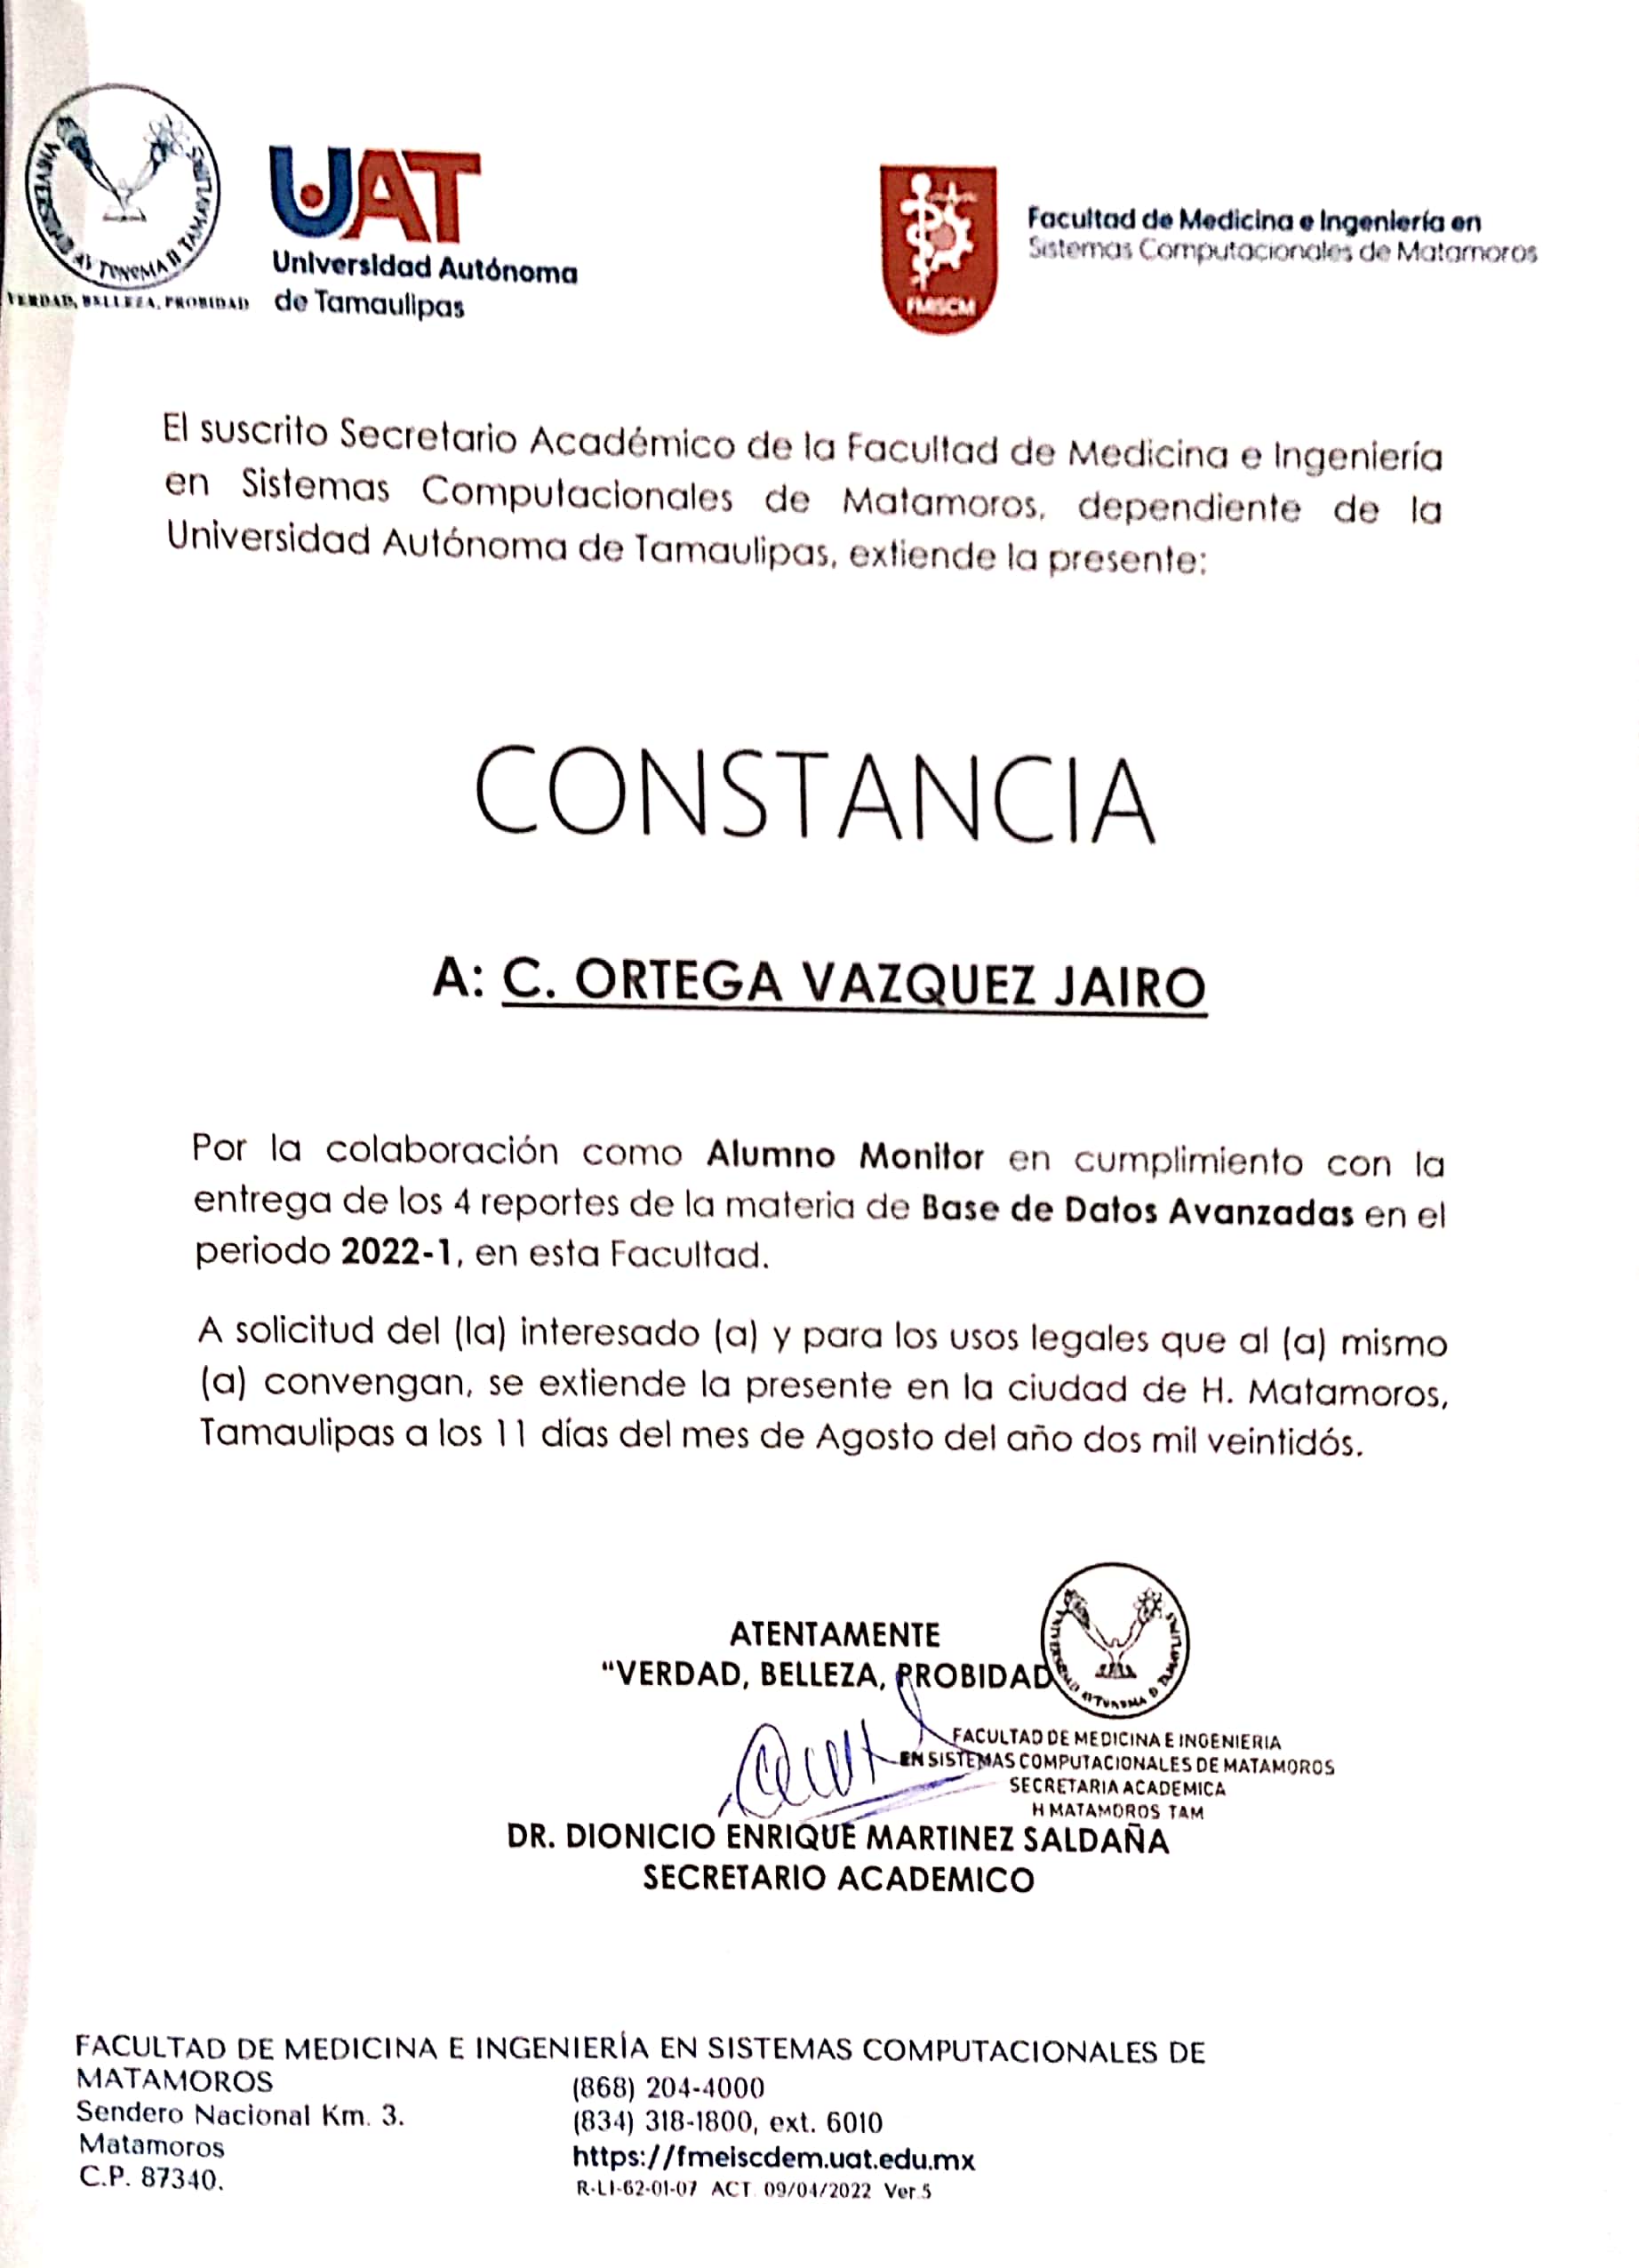 UNIVERSIDAD AUTONOMA D TAMAULIPAS
VERDAD, BELLEZA, PROBIDAD
UAT
Universidad Autónoma
de Tamaulipas
FMISCM
Facultad de Medicina e Ingeniería en
Sistemas Computacionales de Matamoros
El suscrito Secretario Académico de la Facultad de Medicina e Ingeniería
en Sistemas Computacionales de Matamoros, dependiente de la
Universidad Autónoma de Tamaulipas, extiende la presente:
CONSTANCIA
A: C. ORTEGA VAZQUEZ JAIRO
Por la colaboración como Alumno Monitor en cumplimiento con la
entrega de los 4 reportes de la materia de Base de Datos Avanzadas en el
periodo 2022-1, en esta Facultad.
A solicitud del (la) interesado (a) y para los usos legales que al (a) mismo
(a) convengan, se extiende la presente en la ciudad de H. Matamoros,
Tamaulipas a los 11 días del mes de Agosto del año dos mil veintidós.
ATENTAMENTE
“VERDAD, BELLEZA, PROBIDAD
UNIVERSIDAD AUTONOMA D TAMAULIPAS
FACULTAD DE MEDICINA E INGENIERIA
EN SISTEMAS COMPUTACIONALES DE MATAMOROS
SECRETARIA ACADEMICA
H MATAMOROS TAM
DR. DIONICIO ENRIQUE MARTINEZ SALDAÑA
SECRETARIO ACADEMICO
FACULTAD DE MEDICINA E INGENIERÍA EN SISTEMAS COMPUTACIONALES DE
MATAMOROS
Sendero Nacional Km. 3.
Matamoros
C.P. 87340.
(868) 204-4000
(834) 318-1800, ext. 6010
https://fmeiscdem.uat.edu.mx
R-LI-62-01-07 ACT. 09/04/2022 Ver.5